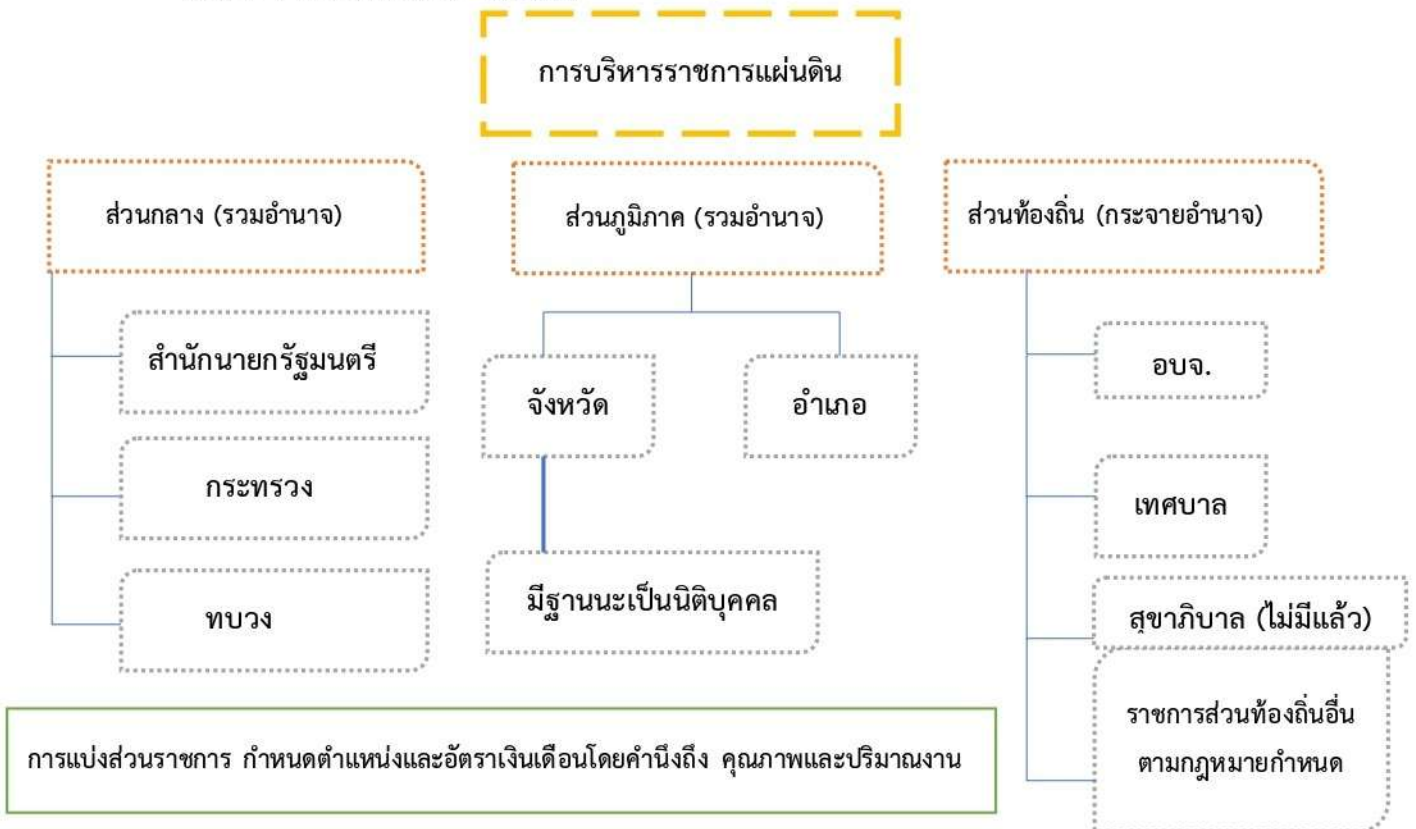 การบริหารราชการแผ่นดิน
ส่วนกลาง (รวมอำนาจ)
สำนักนายกรัฐมนตรี
กระทรวง
ทบวง
ส่วนภูมิภาค (รวมอำนาจ)
จังหวัด
อำเภอ
มีฐานนะเป็นนิติบุคคล
ส่วนท้องถิ่น (กระจายอำนาจ)
อบจ.
เทศบาล
สุขาภิบาล (ไม่มีแล้ว)
ราชการส่วนท้องถิ่นอื่น
ตามกฎหมายกำหนด
การแบ่งส่วนราชการ กำหนดตำแหน่งและอัตราเงินเดือนโดยคำนึงถึง คุณภาพและปริมาณงาน